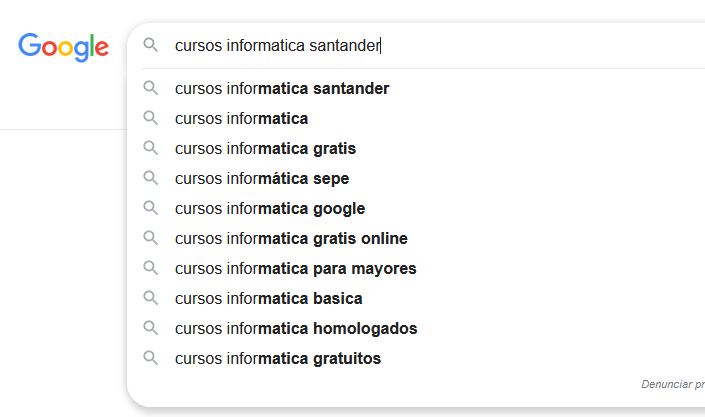 Google
cursos informatica santander
cursos informatica santander
cursos informatica
cursos informatica gratis
cursos informática sepe
cursos informatica google
cursos informatica gratis online
cursos informatica para mayores
cursos informatica basica
cursos informatica homologados
cursos informatica gratuitos
Denunciar pr